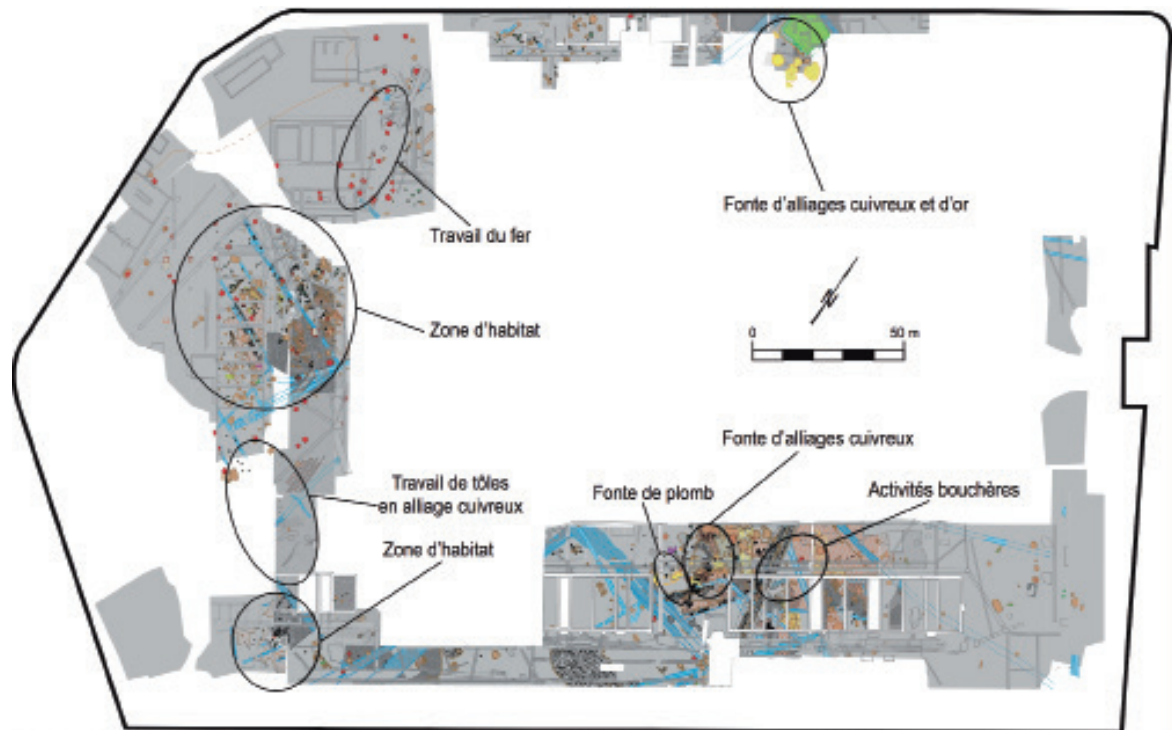 Fonte d'alliages cuivreux et d'or
Travail du fer
N
0 50 m
Zone d'habitat
Fonte d'alliages cuivreux
Travail de tôles
en alliage cuivreux
Fonte de plomb
Activités bouchères
Zone d'habitat